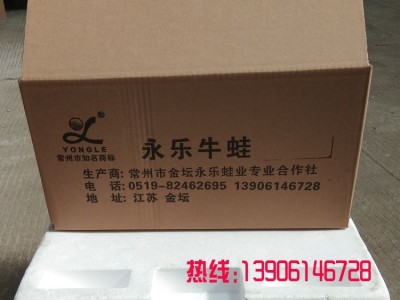 YONGLE
常州市知名商标
永乐牛蛙
生产商: 常州市金坛永乐蛙业专业合作社
电 话: 0519-82462695 13906146728
地 址: 江苏 金坛
热线:13906146728